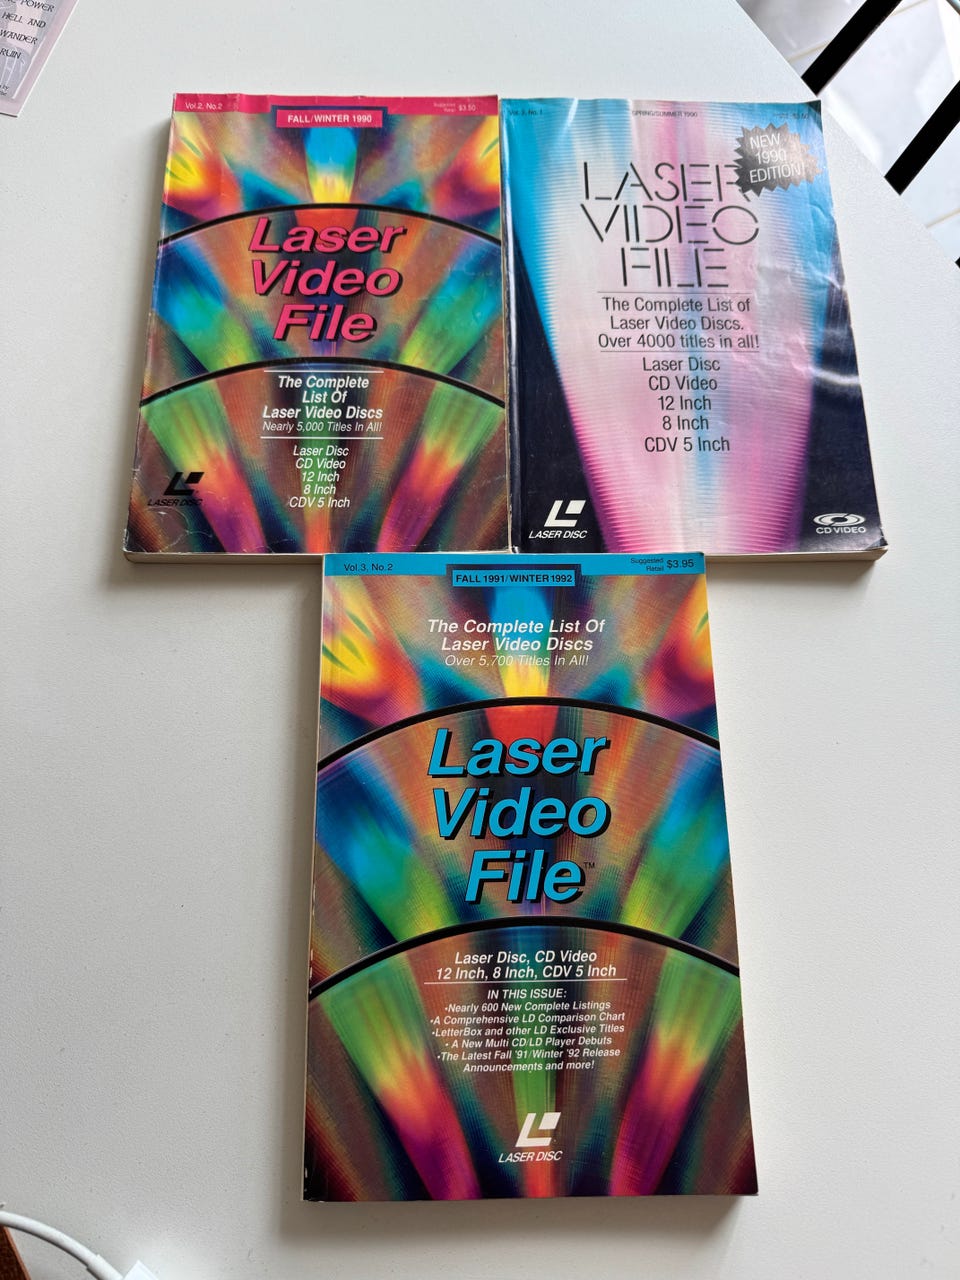 POWER
HELL AND
WANDER
RUIN
by
Vol.2, No.2
FALL/WINTER 1990
Suggested
Retail $3.50
Laser
Video
File
The Complete
List Of
Laser Video Discs
Nearly 5,000 Titles In All!
Laser Disc
CD Video
12 Inch
8 Inch
CDV 5 Inch
LASER DISC
SPRING/SUMMER 1990
NEW
1990
EDITION!
LASER
VIDEO
FILE
The Complete List of
Laser Video Discs.
Over 4000 titles in all!
Laser Disc
CD Video
12 Inch
8 Inch
CDV 5 Inch
LASER DISC
CD VIDEO
Vol.3, No.2
FALL 1991/WINTER 1992
Suggested
Retail $3.95
The Complete List Of
Laser Video Discs
Over 5,700 Titles In All!
Laser
Video
File™
Laser Disc, CD Video
12 Inch, 8 Inch, CDV 5 Inch
IN THIS ISSUE:
•Nearly 600 New Complete Listings
•A Comprehensive LD Comparison Chart
•LetterBox and other LD Exclusive Titles
• A New Multi CD/LD Player Debuts
•The Latest Fall '91/Winter '92 Release
Announcements and more!
LASER DISC